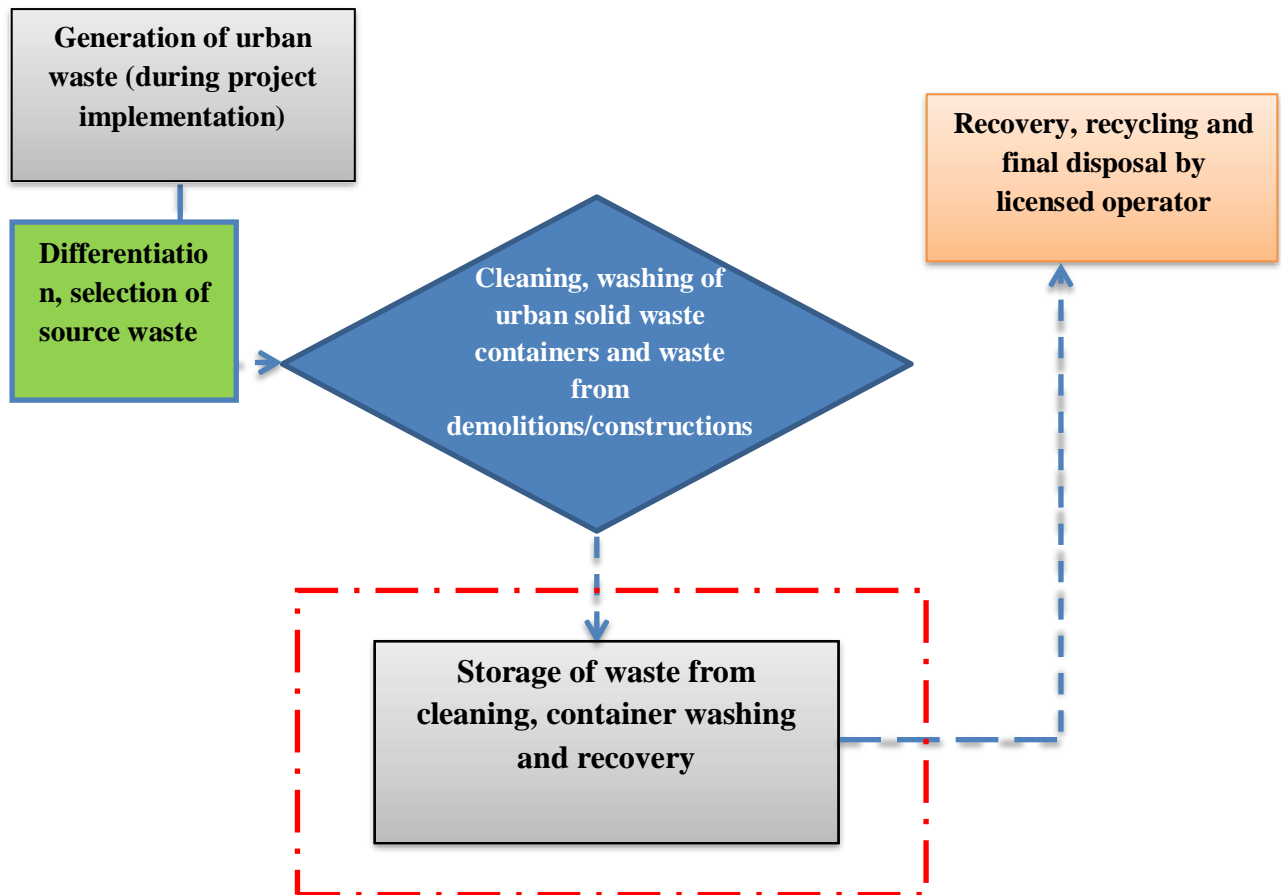 Generation of urban
waste (during project
implementation)
Differentiatio
n, selection of
source waste
Cleaning, washing of
urban solid waste
containers and waste
from
demolitions/constructions
Storage of waste from
cleaning, container washing
and recovery
Recovery, recycling and
final disposal by
licensed operator